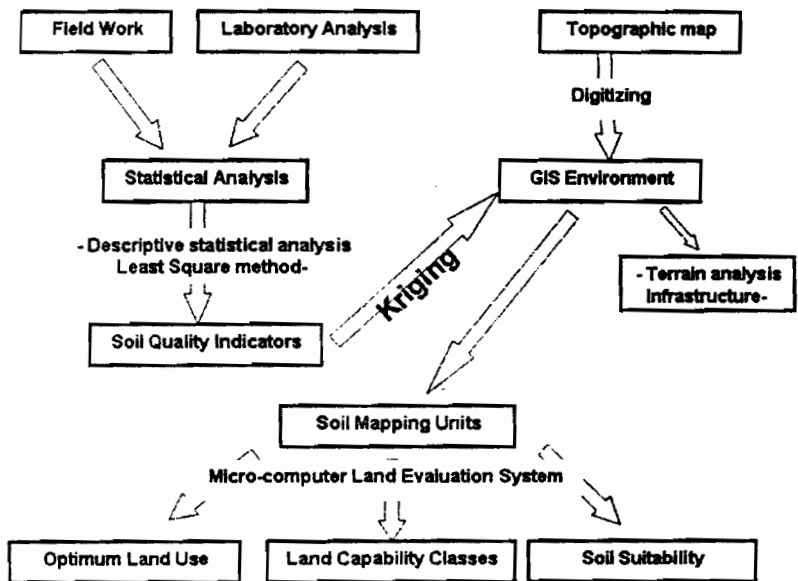 Field Work
Laboratory Analysis
Topographic map
Digitizing
Statistical Analysis
GIS Environment
- Descriptive statistical analysis
Least Square method-
Kriging
- Terrain analysis
Infrastructure-
Soil Quality Indicators
Soil Mapping Units
Micro-computer Land Evaluation System
Optimum Land Use
Land Capability Classes
Soil Suitability